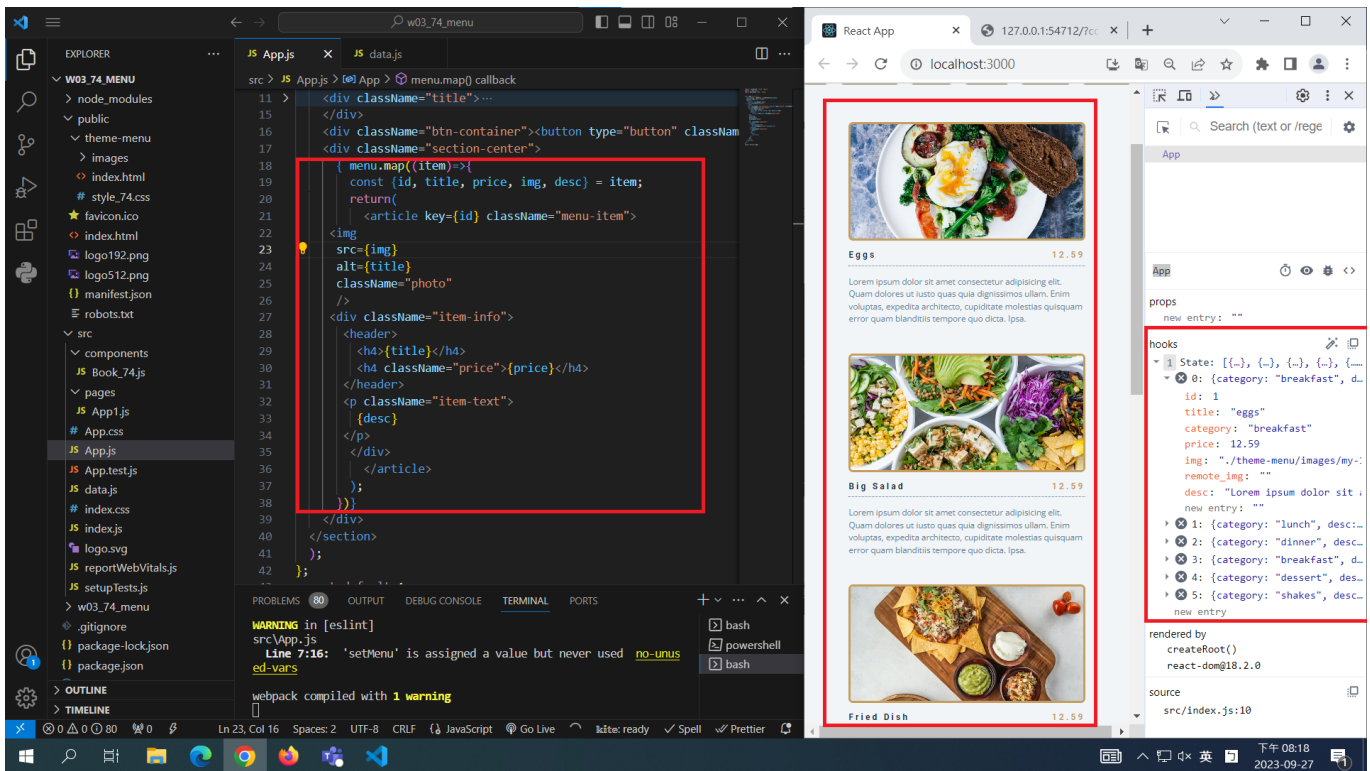 w03_74_menu
EXPLORER
W03_74_MENU
node_modules
public
theme-menu
images
index.html
style_74.css
favicon.ico
index.html
logo192.png
logo512.png
manifest.json
robots.txt
src
components
Book_74.js
pages
App1.js
App.css
App.js
App.test.js
data.js
index.css
index.js
logo.svg
reportWebVitals.js
setupTests.js
w03_74_menu
.gitignore
package-lock.json
package.json
OUTLINE
TIMELINE
JS App.js JS data.js
src > JS App.js > App > menu.map() callback
11 <div className="title">…
15 </div>
16 <div className="btn-container"><button type="button" classNam
17 <div className="section-center">
18 { menu.map((item)=>{
19 const {id, title, price, img, desc} = item;
20 return(
21 <article key={id} className="menu-item">
22 <img
23 src={img}
24 alt={title}
25 className="photo"
26 />
27 <div className="item-info">
28 <header>
29 <h4>{title}</h4>
30 <h4 className="price">{price}</h4>
31 </header>
32 <p className="item-text">
33 {desc}
34 </p>
35 </div>
36 </article>
37 );
38 })}
39 </div>
40 </section>
41 );
42 };
PROBLEMS 80 OUTPUT DEBUG CONSOLE TERMINAL PORTS
WARNING in [eslint]
src\App.js
Line 7:16: 'setMenu' is assigned a value but never used no-unus
ed-vars
webpack compiled with 1 warning
bash
powershell
bash
0 0 0 80 0 Ln 23, Col 16 Spaces: 2 UTF-8 CRLF JavaScript Go Live kite: ready Spell Prettier
React App 127.0.0.1:54712/?cc
localhost:3000
Eggs 12.59
Lorem ipsum dolor sit amet consectetur adipisicing elit.
Quam dolores ut iusto quas quia dignissimos ullam. Enim
voluptas, expedita architecto, cupiditate molestias quisquam
error quam blanditiis tempore quo dicta. Ipsa.
Big Salad 12.59
Lorem ipsum dolor sit amet consectetur adipisicing elit.
Quam dolores ut iusto quas quia dignissimos ullam. Enim
voluptas, expedita architecto, cupiditate molestias quisquam
error quam blanditiis tempore quo dicta. Ipsa.
Fried Dish 12.59
Search (text or /rege
App
App
props
new entry: ""
hooks
1 State: [{…}, {…}, {…}, {…}, {……
0: {category: "breakfast", d…
id: 1
title: "eggs"
category: "breakfast"
price: 12.59
img: "./theme-menu/images/my-
remote_img: ""
desc: "Lorem ipsum dolor sit
new entry: ""
1: {category: "lunch", desc:…
2: {category: "dinner", desc…
3: {category: "breakfast", d…
4: {category: "dessert", des…
5: {category: "shakes", desc…
new entry
rendered by
createRoot()
react-dom@18.2.0
source
src/index.js:10
英
下午 08:18
2023-09-27